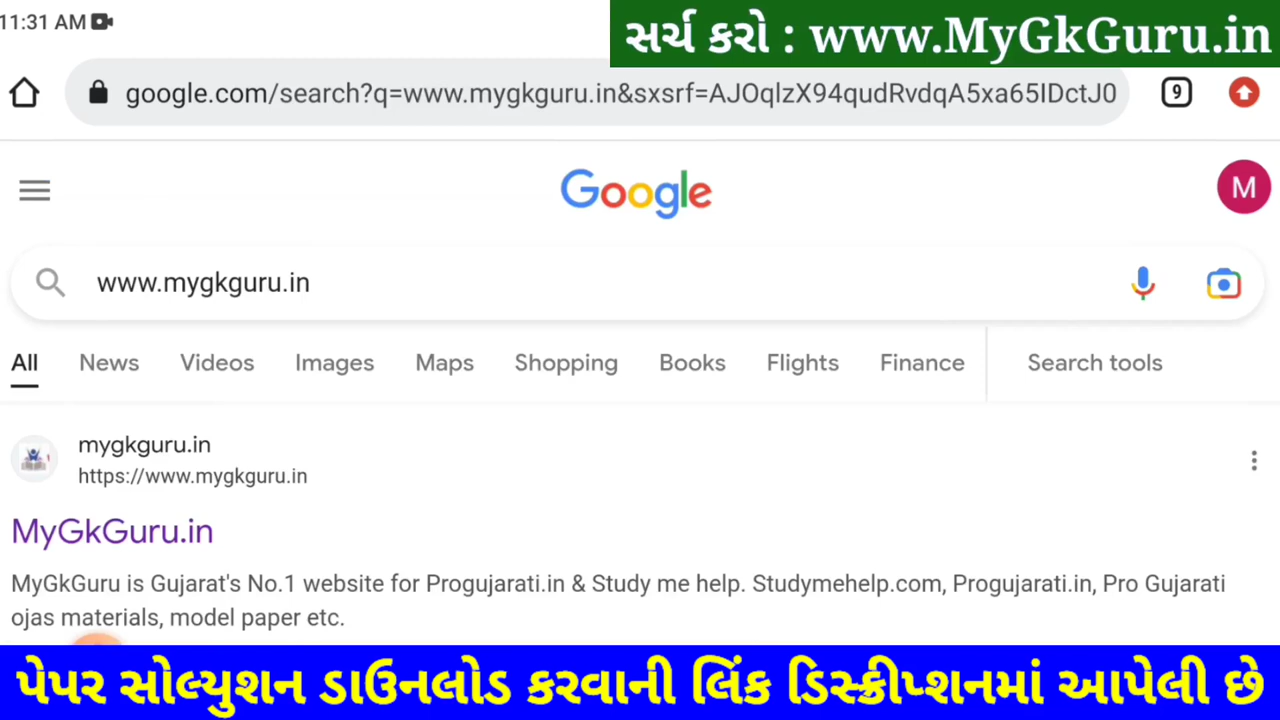 11:31 AM
સર્ચ કરો : www.MyGkGuru.in
google.com/search?q=www.mygkguru.in&sxsrf=AJOqlzX94qudRvdqA5xa65IDctJ0
9
Google
M
www.mygkguru.in
All News Videos Images Maps Shopping Books Flights Finance Search tools
mygkguru.in
https://www.mygkguru.in
MyGkGuru.in
MyGkGuru is Gujarat's No.1 website for Progujarati.in & Study me help. Studymehelp.com, Progujarati.in, Pro Gujarati
ojas materials, model paper etc.
પેપર સોલ્યુશન ડાઉનલોડ કરવાની લિંક ડિસ્ક્રીપ્શનમાં આપેલી છે